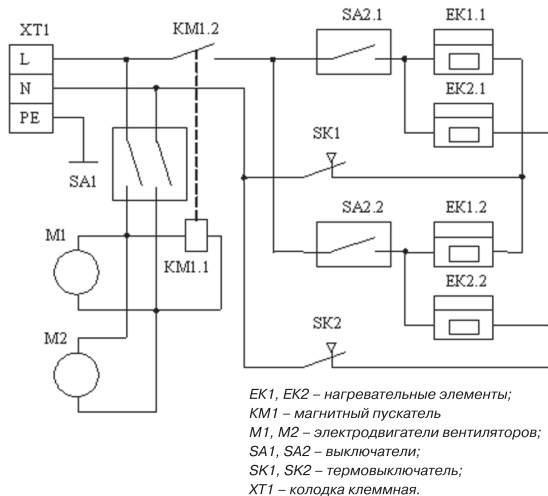 XT1
KM1.2
SA2.1
EK1.1
L
N
PE
EK2.1
SK1
SA1
SA2.2
EK1.2
M1
KM1.1
EK2.2
M2
SK2
ЕК1, ЕК2 – нагревательные элементы;
КМ1 – магнитный пускатель
М1, М2 – электродвигатели вентиляторов;
SA1, SA2 – выключатели;
SK1, SK2 – термовыключатель;
XT1 – колодка клеммная.